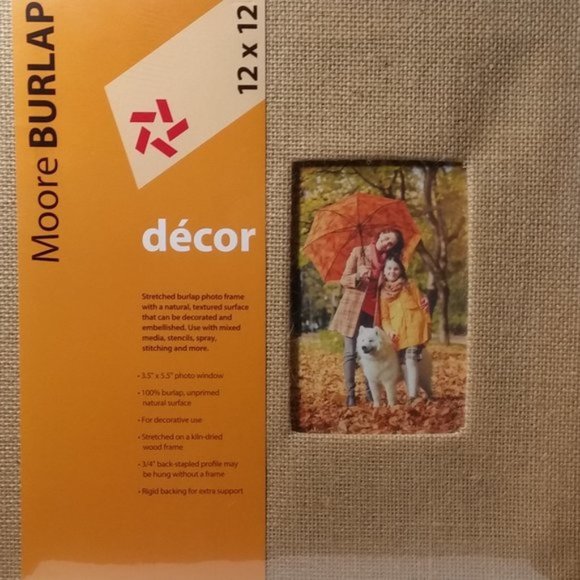 Moore BURLAP
12 x 12
décor
Stretched burlap photo frame
with a natural, textured surface
that can be decorated and
embellished. Use with mixed
media, stencils, spray,
stitching and more.
• 3.5" x 5.5" photo window
• 100% burlap, unprimed
natural surface
• For decorative use
• Stretched on a kiln-dried
wood frame
• 3/4" back-stapled profile may
be hung without a frame
• Rigid backing for extra support